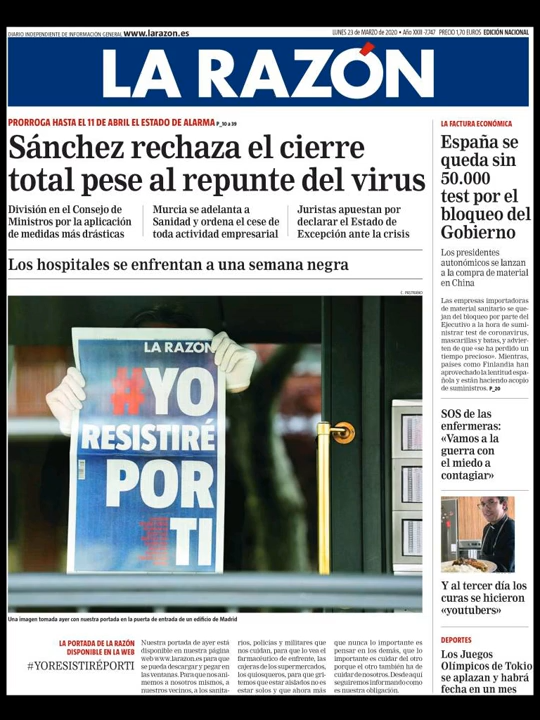 DIARIO INDEPENDIENTE DE INFORMACIÓN GENERAL www.larazon.es
LUNES 23 de MARZO de 2020 • Año XXII · 7.747 PRECIO 1,70 EUROS EDICIÓN NACIONAL
LA RAZÓN
PRORROGA HASTA EL 11 DE ABRIL EL ESTADO DE ALARMA P_10 a 39
Sánchez rechaza el cierre
total pese al repunte del virus
División en el Consejo de
Ministros por la aplicación
de medidas más drásticas
Murcia se adelanta a
Sanidad y ordena el cese de
toda actividad empresarial
Juristas apuestan por
declarar el Estado de
Excepción ante la crisis
Los hospitales se enfrentan a una semana negra
LA RAZÓN
#YO
RESISTIRÉ
POR
TI
Una imagen tomada ayer con nuestra portada en la puerta de entrada de un edificio de Madrid
LA PORTADA DE LA RAZÓN
DISPONIBLE EN LA WEB
#YORESISTIRÉPORTI
Nuestra portada de ayer está
disponible en nuestra página
web www.larazon.es para que
se pueda descargar y pegar en
las ventanas. Para que nos ani-
memos a nosotros mismos, a
nuestros vecinos, a los sanita-
rios, policías y militares que
nos cuidan, para que lo vea el
farmacéutico de enfrente, las
cajeras de los supermercados,
los quiosqueros, para que gri-
temos que estar aislados no es
estar solos y que ahora más
que nunca lo importante es
pensar en los demás, que lo
importante es cuidar del otro
porque el otro también ha de
cuidar de nosotros. Desde aquí
seguiremos informando como
es nuestra obligación.
LA FACTURA ECONÓMICA
España se
queda sin
50.000
test por el
bloqueo del
Gobierno
Los presidentes
autonómicos se lanzan
a la compra de material
en China
Las empresas importadoras
de material sanitario se que-
jan del bloqueo por parte del
Ejecutivo a la hora de sumi-
nistrar test de coronavirus,
mascarillas y batas, y advier-
ten de que «se ha perdido un
tiempo precioso». Mientras,
países como Finlandia han
aprovechado la lentitud espa-
ñola y están haciendo acopio
de suministros. P_20
SOS de las
enfermeras:
«Vamos a la
guerra con
el miedo a
contagiar»
Y al tercer día los
curas se hicieron
«youtubers»
DEPORTES
Los Juegos
Olímpicos de Tokio
se aplazan y habrá
fecha en un mes